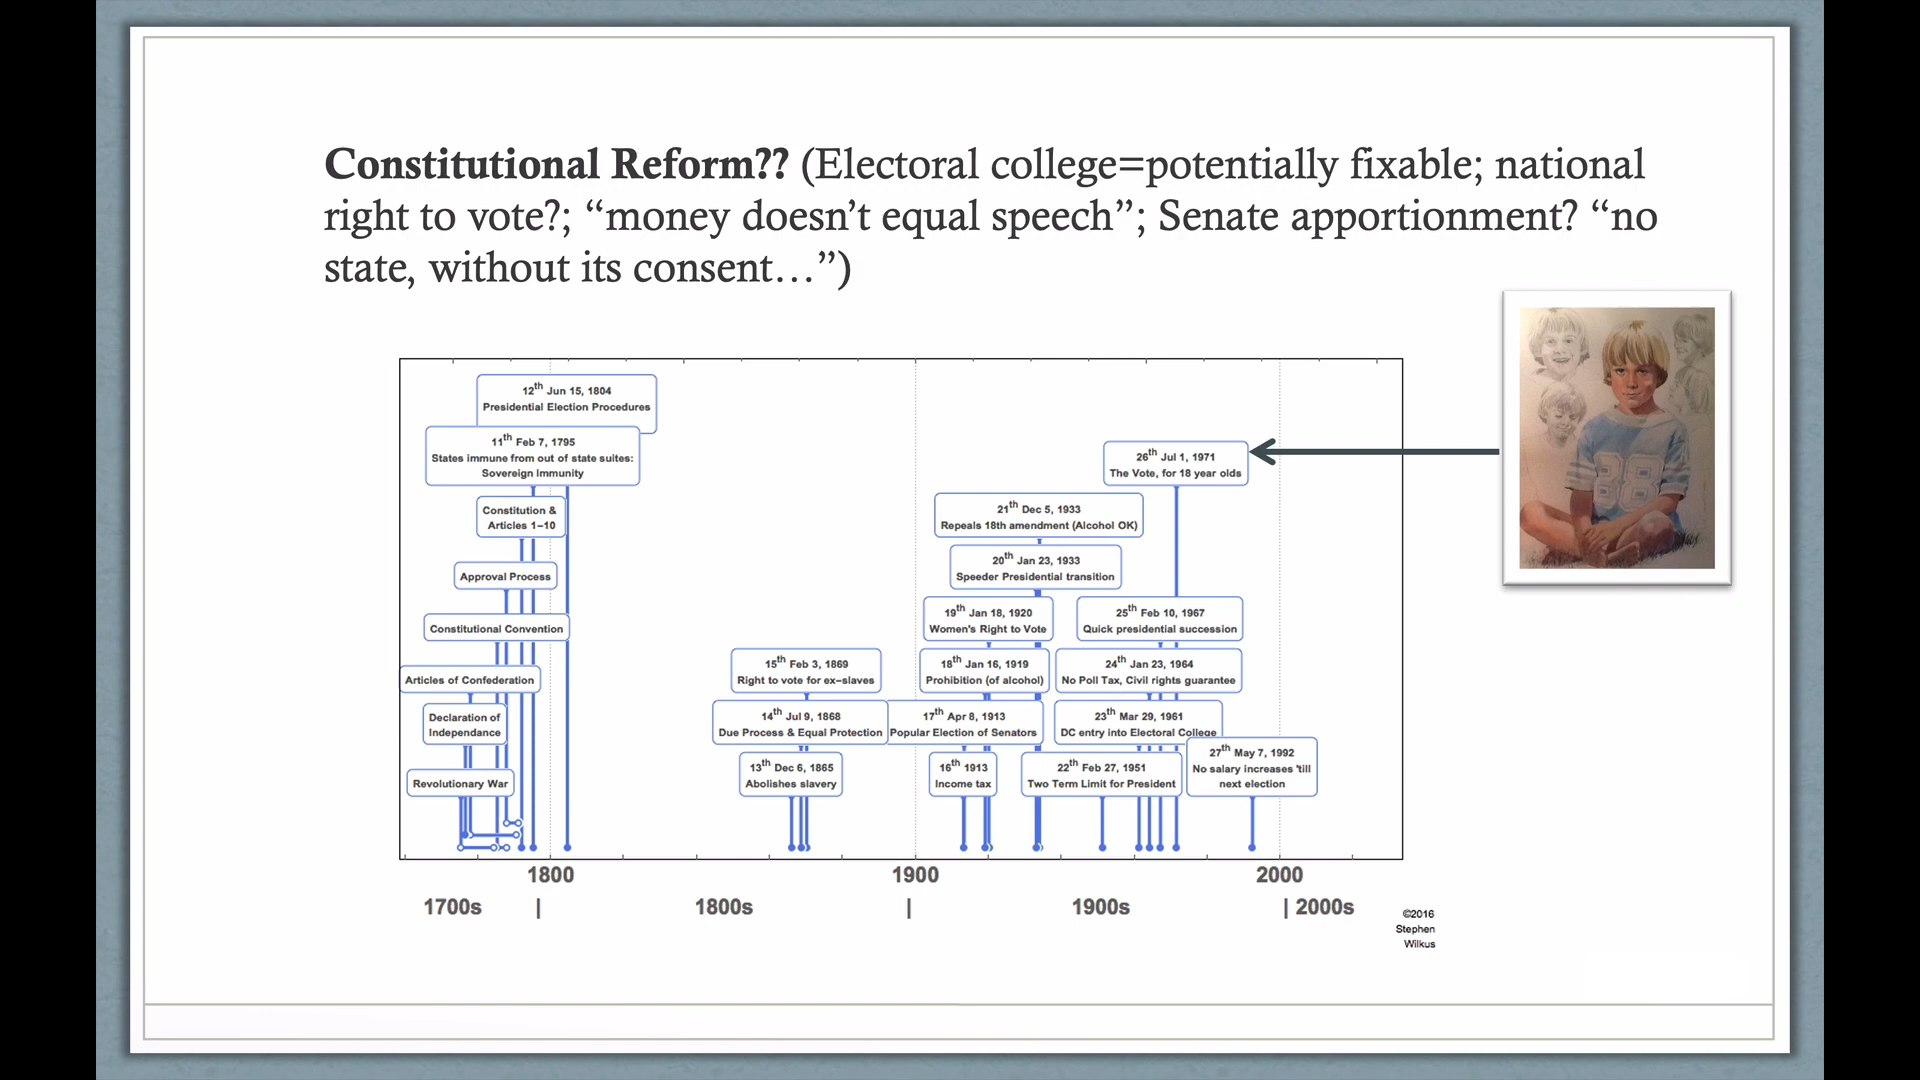 Constitutional Reform?? (Electoral college=potentially fixable; national
right to vote?; “money doesn’t equal speech”; Senate apportionment? “no
state, without its consent…”)
12th Jun 15, 1804
Presidential Election Procedures
11th Feb 7, 1795
States immune from out of state suites:
Sovereign Immunity
Constitution &
Articles 1–10
Approval Process
Constitutional Convention
Articles of Confederation
Declaration of
Independence
Revolutionary War
15th Feb 3, 1869
Right to vote for ex–slaves
14th Jul 9, 1868
Due Process & Equal Protection
13th Dec 6, 1865
Abolishes slavery
21th Dec 5, 1933
Repeals 18th amendment (Alcohol OK)
20th Jan 23, 1933
Speeder Presidential transition
19th Jan 18, 1920
Women's Right to Vote
18th Jan 16, 1919
Prohibition (of alcohol)
17th Apr 8, 1913
Popular Election of Senators
16th 1913
Income tax
26th Jul 1, 1971
The Vote, for 18 year olds
25th Feb 10, 1967
Quick presidential succession
24th Jan 23, 1964
No Poll Tax, Civil rights guarantee
23th Mar 29, 1961
DC entry into Electoral College
22th Feb 27, 1951
Two Term Limit for President
27th May 7, 1992
No salary increases 'till
next election
88
1800 1900 2000
1700s | 1800s | 1900s | 2000s
©2016
Stephen
Wilkus